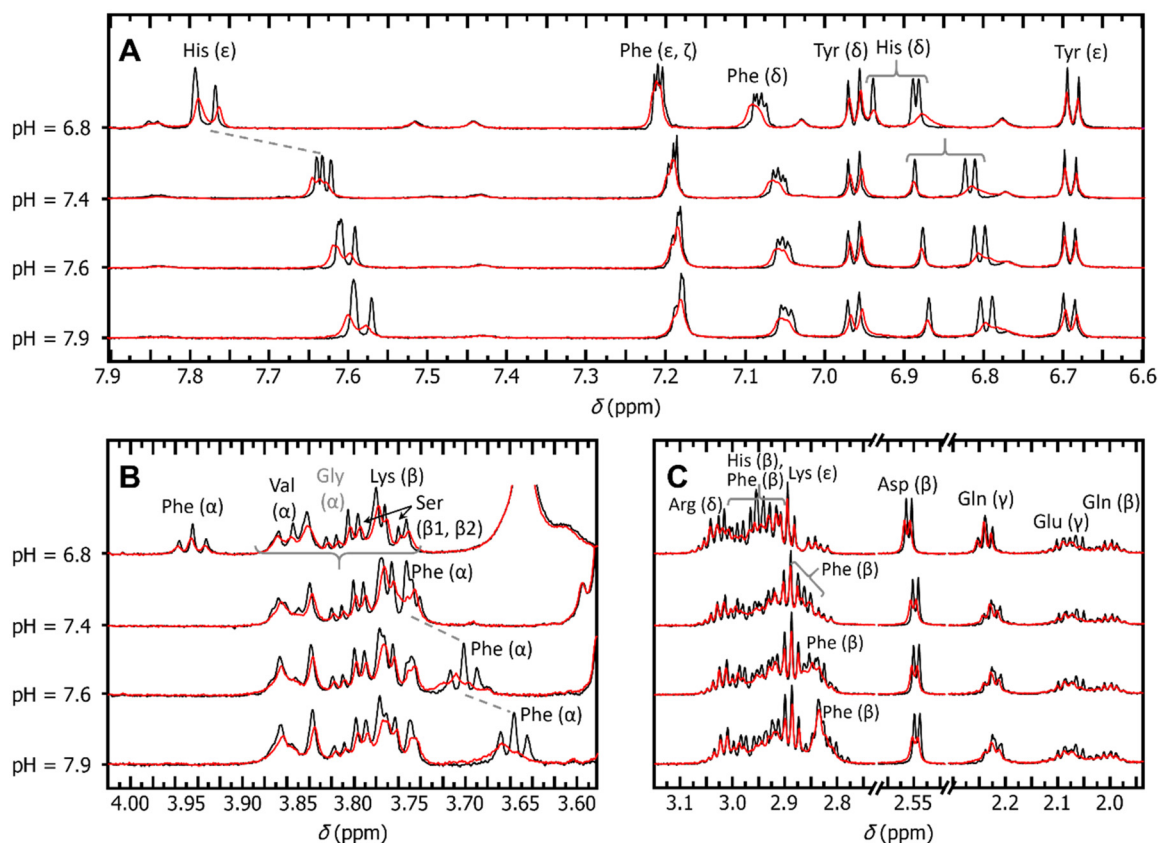 A
His (ε)
Phe (ε, ζ)
Phe (δ)
Tyr (δ)
His (δ)
Tyr (ε)
pH = 6.8
pH = 7.4
pH = 7.6
pH = 7.9
7.9 7.8 7.7 7.6 7.5 7.4 7.3 7.2 7.1 7.0 6.9 6.8 6.7 6.6
δ (ppm)
B
Phe (α)
Val
(α)
Gly
(α)
Lys (β)
Ser
(β1, β2)
Phe (α)
Phe (α)
Phe (α)
pH = 6.8
pH = 7.4
pH = 7.6
pH = 7.9
4.00 3.95 3.90 3.85 3.80 3.75 3.70 3.65 3.60
δ (ppm)
C
Arg (δ)
His (β),
Phe (β)
Lys (ε)
Asp (β)
Gln (γ)
Glu (γ)
Gln (β)
Phe (β)
Phe (β)
Phe (β)
3.1 3.0 2.9 2.8 2.55 2.2 2.1 2.0
δ (ppm)